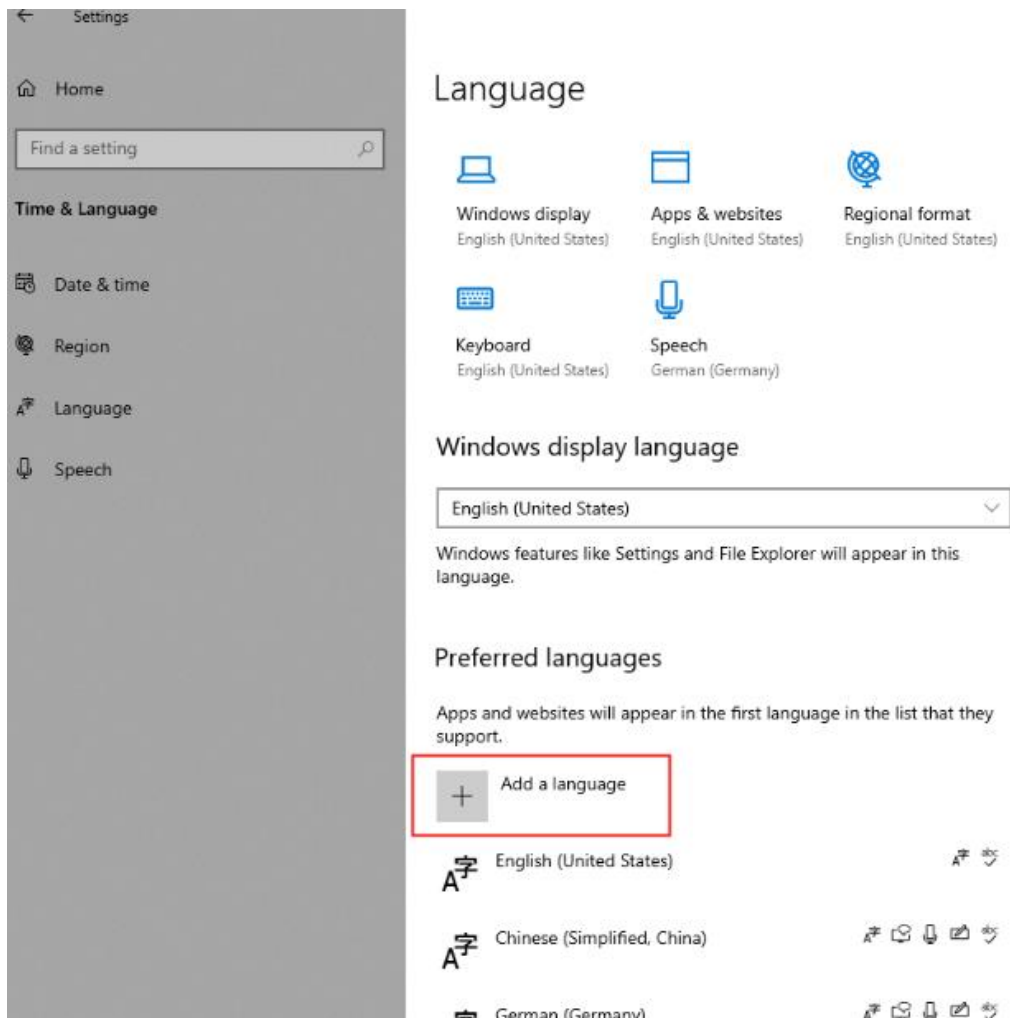 Settings
Home
Find a setting
Time & Language
Date & time
Region
Language
Speech
Language
Windows display
English (United States)
Apps & websites
English (United States)
Regional format
English (United States)
Keyboard
English (United States)
Speech
German (Germany)
Windows display language
English (United States)
Windows features like Settings and File Explorer will appear in this
language.
Preferred languages
Apps and websites will appear in the first language in the list that they
support.
Add a language
English (United States)
Chinese (Simplified, China)
German (Germany)